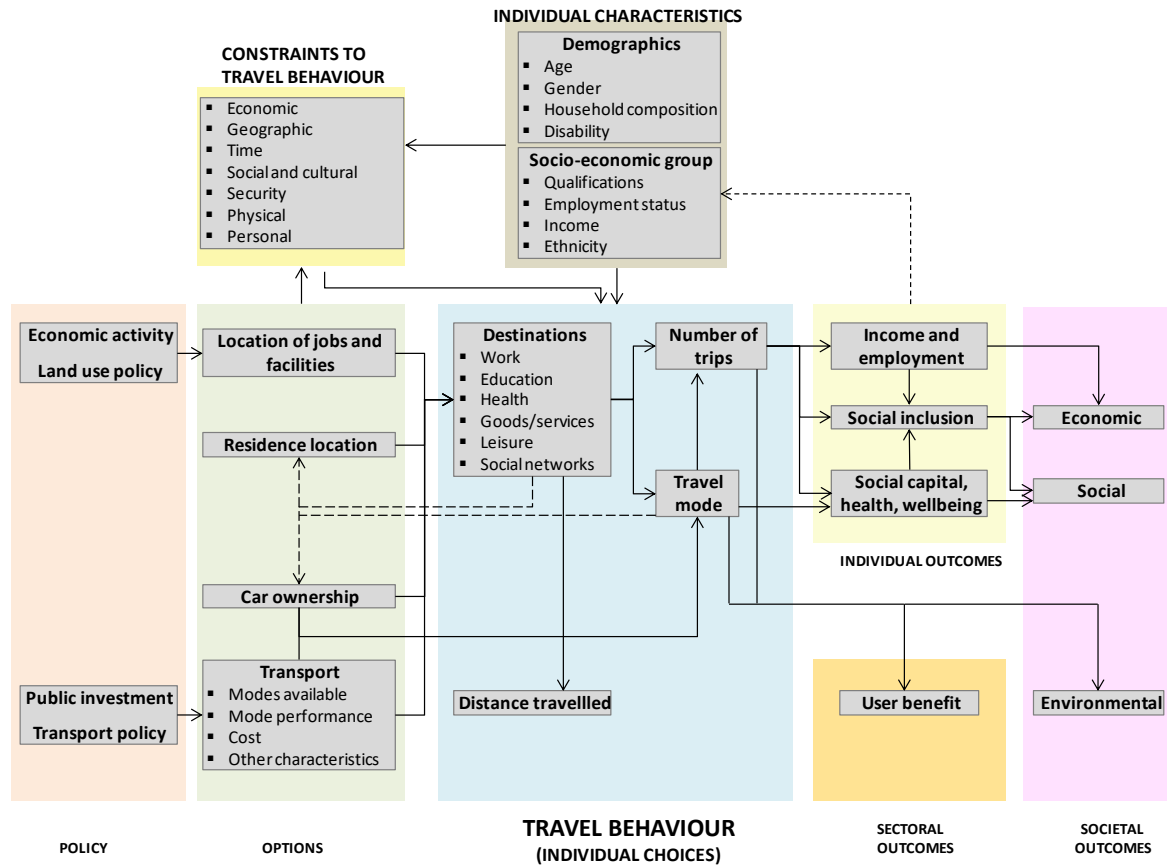 INDIVIDUAL CHARACTERISTICS
Demographics
▪ Age
▪ Gender
▪ Household composition
▪ Disability
Socio-economic group
▪ Qualifications
▪ Employment status
▪ Income
▪ Ethnicity
CONSTRAINTS TO
TRAVEL BEHAVIOUR
▪ Economic
▪ Geographic
▪ Time
▪ Social and cultural
▪ Security
▪ Physical
▪ Personal
Economic activity
Land use policy
Public investment
Transport policy
Location of jobs and
facilities
Residence location
Car ownership
Transport
▪ Modes available
▪ Mode performance
▪ Cost
▪ Other characteristics
Destinations
▪ Work
▪ Education
▪ Health
▪ Goods/services
▪ Leisure
▪ Social networks
Number of
trips
Travel
mode
Distance travellled
Income and
employment
Social inclusion
Social capital,
health, wellbeing
INDIVIDUAL OUTCOMES
User benefit
Economic
Social
Environmental
POLICY
OPTIONS
TRAVEL BEHAVIOUR
(INDIVIDUAL CHOICES)
SECTORAL
OUTCOMES
SOCIETAL
OUTCOMES